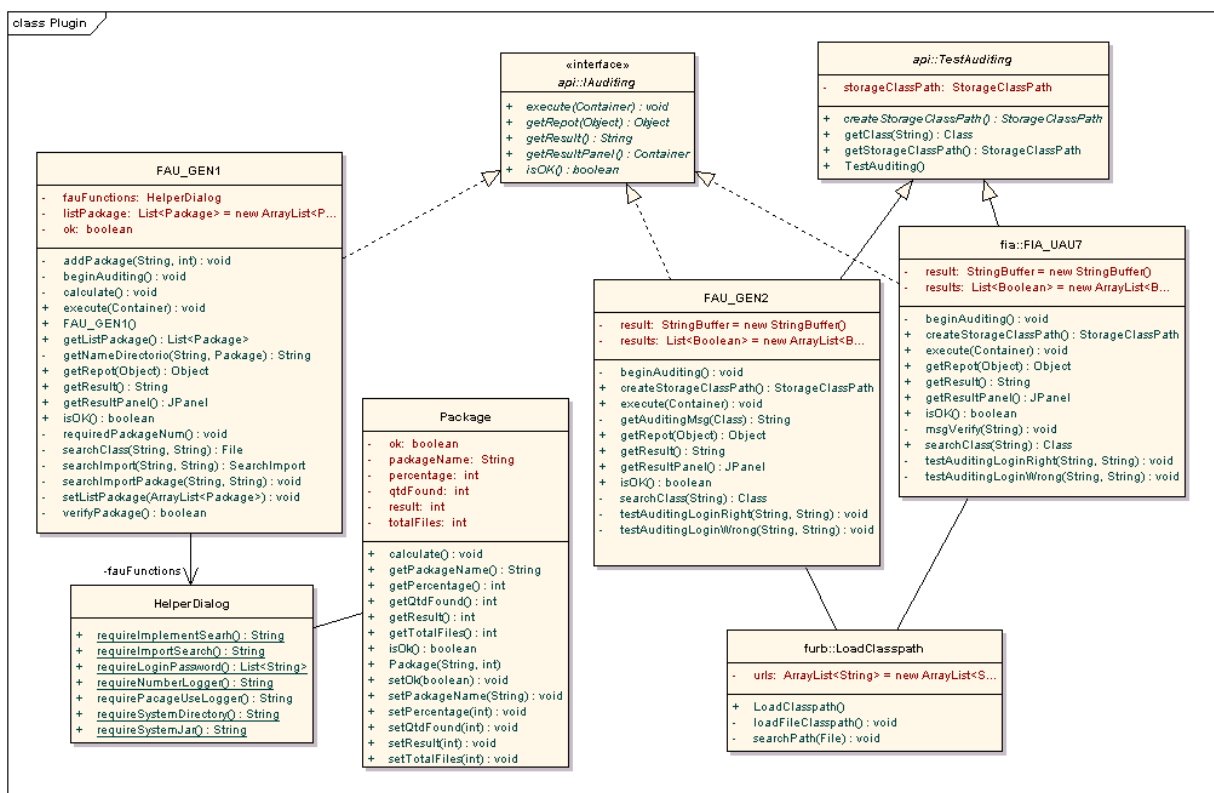 class Plugin
«interface»
api::IAuditing
+ execute(Container) : void
+ getRepot(Object) : Object
+ getResult() : String
+ getResultPanel() : Container
+ isOK() : boolean
api::TestAuditing
- storageClassPath: StorageClassPath
+ createStorageClassPath() : StorageClassPath
+ getClass(String) : Class
+ getStorageClassPath() : StorageClassPath
+ TestAuditing()
FAU_GEN1
- fauFunctions: HelperDialog
- listPackage: List<Package> = new ArrayList<P...
- ok: boolean
- addPackage(String, int) : void
- beginAuditing() : void
- calculate() : void
+ execute(Container) : void
+ FAU_GEN1()
+ getListPackage() : List<Package>
- getNameDirectorio(String, Package) : String
+ getRepot(Object) : Object
+ getResult() : String
+ getResultPanel() : JPanel
+ isOK() : boolean
- requiredPackageNum() : void
- searchClass(String, String) : File
- searchImport(String, String) : SearchImport
- searchImportPackage(String, String) : void
- setListPackage(ArrayList<Package>) : void
- verifyPackage() : boolean
FAU_GEN2
- result: StringBuffer = new StringBuffer()
- results: List<Boolean> = new ArrayList<B...
- beginAuditing() : void
+ createStorageClassPath() : StorageClassPath
+ execute(Container) : void
- getAuditingMsg(Class) : String
+ getRepot(Object) : Object
+ getResult() : String
+ getResultPanel() : JPanel
+ isOK() : boolean
- searchClass(String) : Class
- testAuditingLoginRight(String, String) : void
- testAuditingLoginWrong(String, String) : void
fia::FIA_UAU7
- result: StringBuffer = new StringBuffer()
- results: List<Boolean> = new ArrayList<B...
- beginAuditing() : void
+ createStorageClassPath() : StorageClassPath
+ execute(Container) : void
+ getRepot(Object) : Object
+ getResult() : String
+ getResultPanel() : JPanel
+ isOK() : boolean
- msgVerify(String) : void
+ searchClass(String) : Class
- testAuditingLoginRight(String, String) : void
- testAuditingLoginWrong(String, String) : void
Package
- ok: boolean
- packageName: String
- percentage: int
- qtdFound: int
- result: int
- totalFiles: int
+ calculate() : void
+ getPackageName() : String
+ getPercentage() : int
+ getQtdFound() : int
+ getResult() : int
+ getTotalFiles() : int
+ isOk() : boolean
+ Package(String, int)
+ setOk(boolean) : void
+ setPackageName(String) : void
+ setPercentage(int) : void
+ setQtdFound(int) : void
+ setResult(int) : void
+ setTotalFiles(int) : void
-fauFunctions
HelperDialog
+ requireImplementSearh() : String
+ requireImportSearch() : String
+ requireLoginPassword() : List<String>
+ requireNumberLogger() : String
+ requirePacageUseLogger() : String
+ requireSystemDirectory() : String
+ requireSystemJar() : String
furb::LoadClasspath
- urls: ArrayList<String> = new ArrayList<S...
+ LoadClasspath()
- loadFileClasspath() : void
- searchPath(File) : void